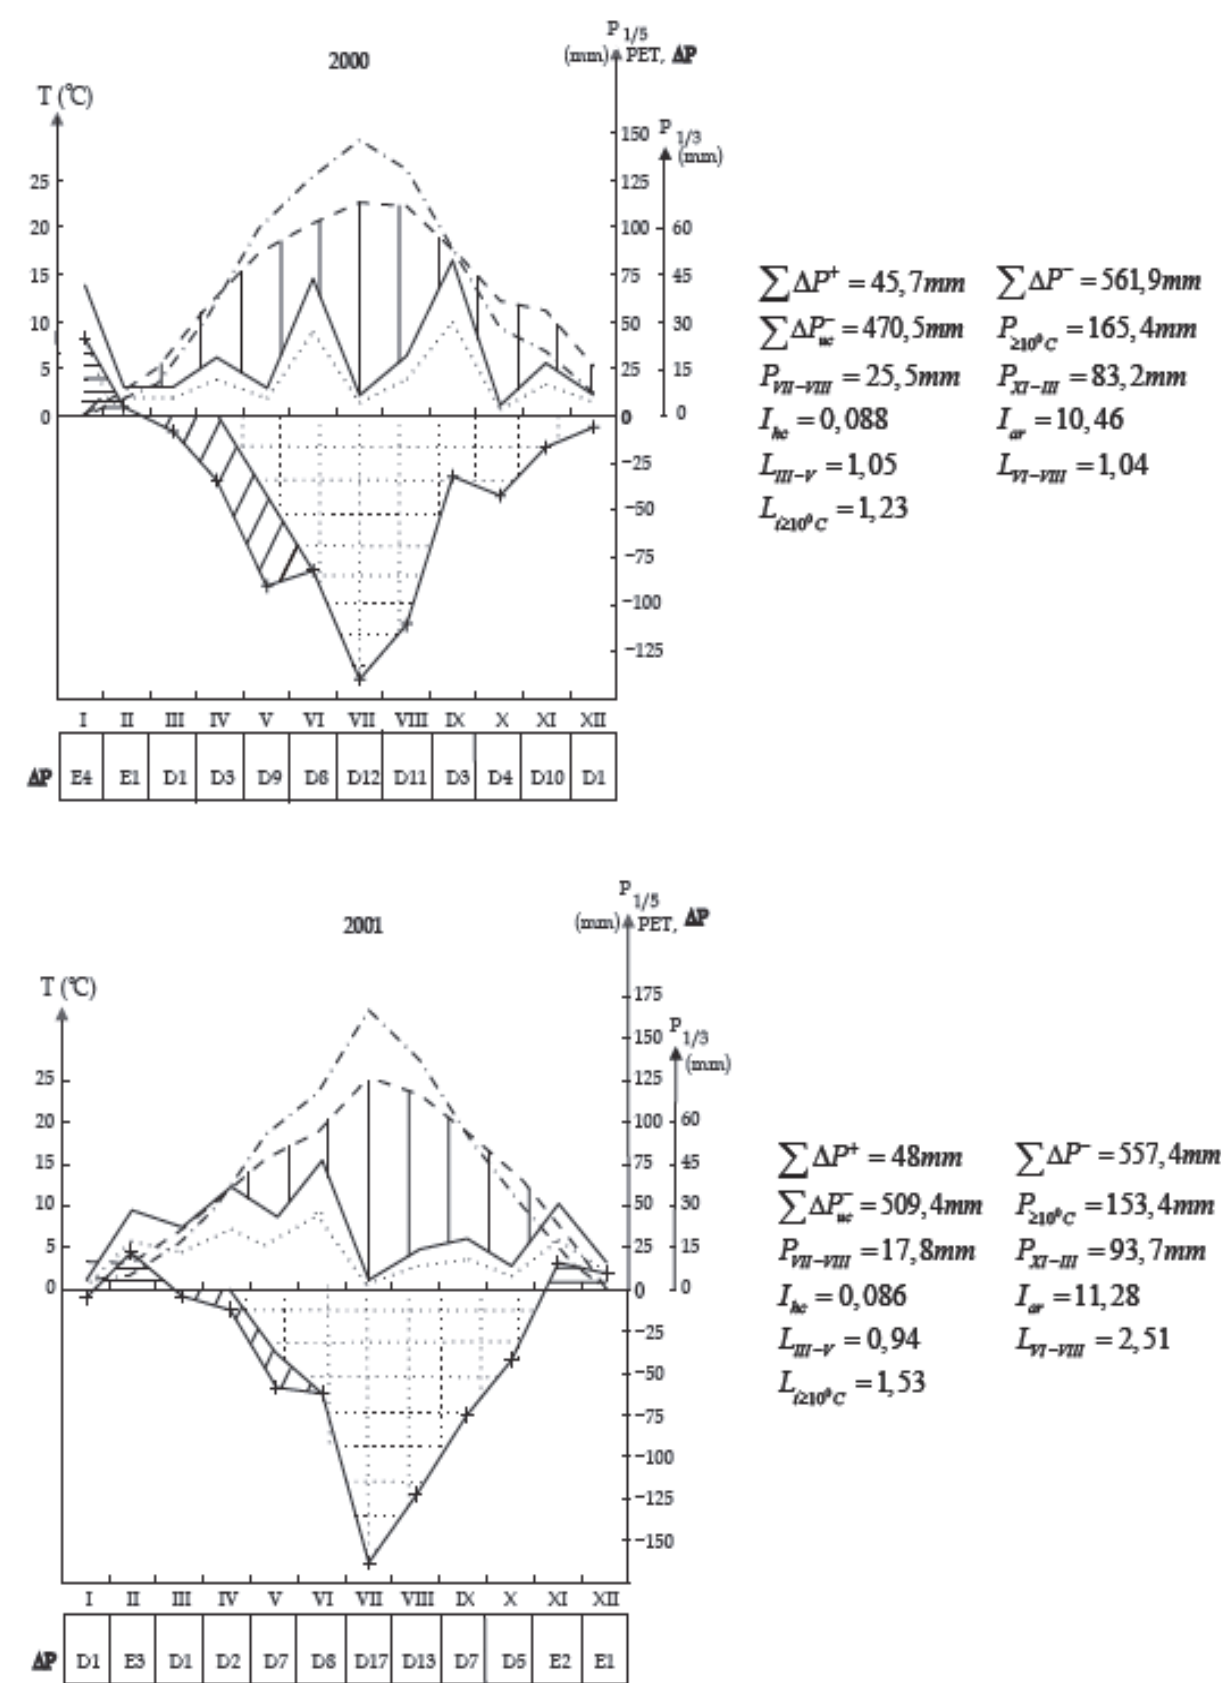 P 1/5
2000
(mm) PET, ΔP
T (℃)
150 P 1/3
(mm)
25 125
20 100 60
15 75 45
10 50 30
5 25 15
0 0 0
−25
−50
−75
−100
−125
I II III IV V VI VII VIII IX X XI XII
ΔP E4 E1 D1 D3 D9 D8 D12 D11 D3 D4 D10 D1
∑ΔP⁺ = 45,7mm ∑ΔP⁻ = 561,9mm
∑ΔP⁻uc = 470,5mm P≥10⁰C = 165,4mm
PVII−VIII = 25,5mm PXI−III = 83,2mm
Ihc = 0,088 Iar = 10,46
LIII−V = 1,05 LVI−VIII = 1,04
Lt≥10⁰C = 1,23
P 1/5
2001
(mm) PET, ΔP
T (℃)
175
150 P 1/3
(mm)
25 125
20 100 60
15 75 45
10 50 30
5 25 15
0 0 0
−25
−50
−75
−100
−125
−150
I II III IV V VI VII VIII IX X XI XII
ΔP D1 E3 D1 D2 D7 D8 D17 D13 D7 D5 E2 E1
∑ΔP⁺ = 48mm ∑ΔP⁻ = 557,4mm
∑ΔP⁻uc = 509,4mm P≥10⁰C = 153,4mm
PVII−VIII = 17,8mm PXI−III = 93,7mm
Ihc = 0,086 Iar = 11,28
LIII−V = 0,94 LVI−VIII = 2,51
Lt≥10⁰C = 1,53